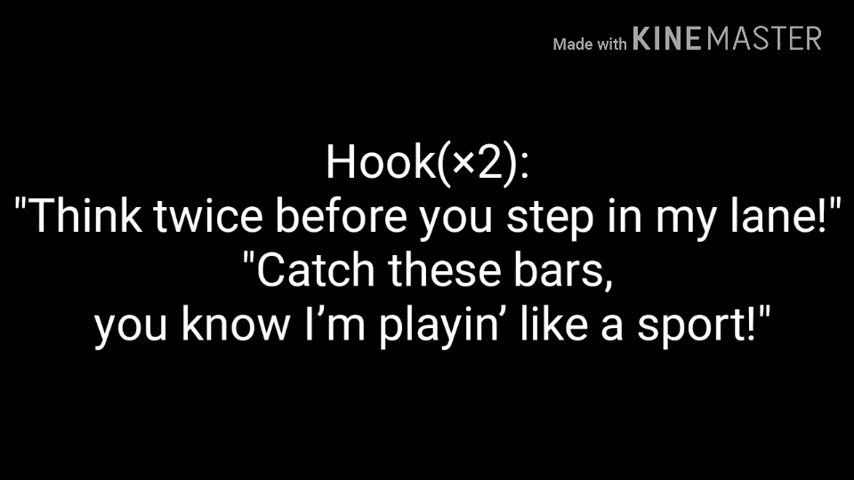 Made with KINEMASTER
Hook(×2):
"Think twice before you step in my lane!"
"Catch these bars,
you know I’m playin’ like a sport!"